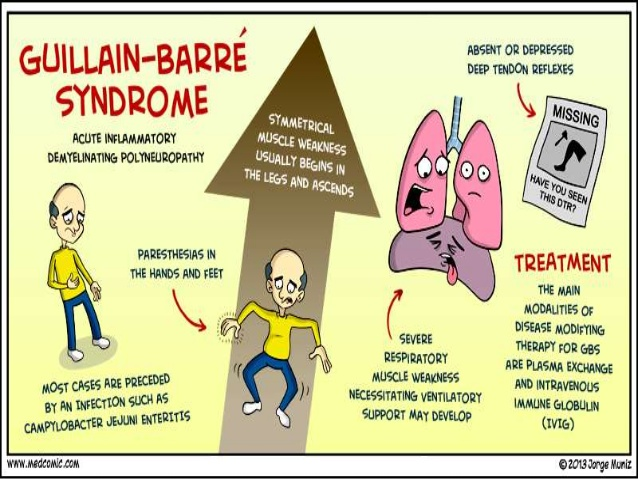 GUILLAIN-BARRÉ
SYNDROME
ACUTE INFLAMMATORY
DEMYELINATING POLYNEUROPATHY
SYMMETRICAL
MUSCLE WEAKNESS
USUALLY BEGINS IN
THE LEGS AND ASCENDS
ABSENT OR DEPRESSED
DEEP TENDON REFLEXES
MISSING
HAVE YOU SEEN
THIS DTR?
PARESTHESIAS IN
THE HANDS AND FEET
MOST CASES ARE PRECEDED
BY AN INFECTION SUCH AS
CAMPYLOBACTER JEJUNI ENTERITIS
SEVERE
RESPIRATORY
MUSCLE WEAKNESS
NECESSITATING VENTILATORY
SUPPORT MAY DEVELOP
TREATMENT
THE MAIN
MODALITIES OF
DISEASE MODIFYING
THERAPY FOR GBS
ARE PLASMA EXCHANGE
AND INTRAVENOUS
IMMUNE GLOBULIN
(IVIG)
www.medcomic.com
© 2013 Jorge Muniz